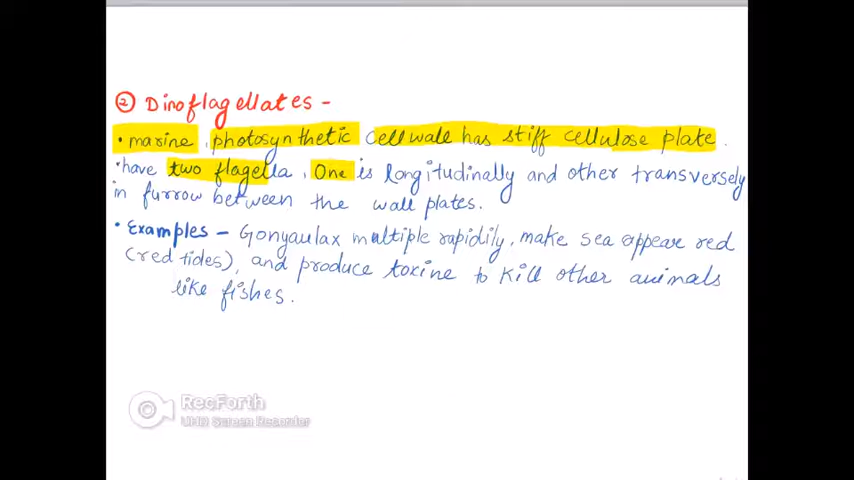 ② Dinoflagellates -
• marine, photosynthetic cell wall has stiff cellulose plate.
• have two flagella, One is longitudinally and other transversely
in furrow between the wall plates.
• Examples - Gonyaulax multiple rapidily, make sea appear red
(red tides), and produce toxine to kill other animals
like fishes.
RecForth
UHD Screen Recorder